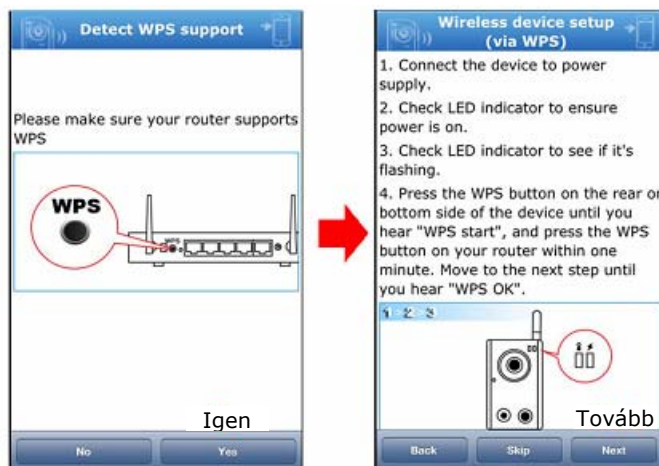 Detect WPS support
Please make sure your router supports
WPS
WPS
WPS
Igen
No
Yes
Wireless device setup
(via WPS)
1. Connect the device to power
supply.
2. Check LED indicator to ensure
power is on.
3. Check LED indicator to see if it's
flashing.
4. Press the WPS button on the rear or
bottom side of the device until you
hear "WPS start", and press the WPS
button on your router within one
minute. Move to the next step until
you hear "WPS OK".
1 2 3
Tovább
Back
Skip
Next